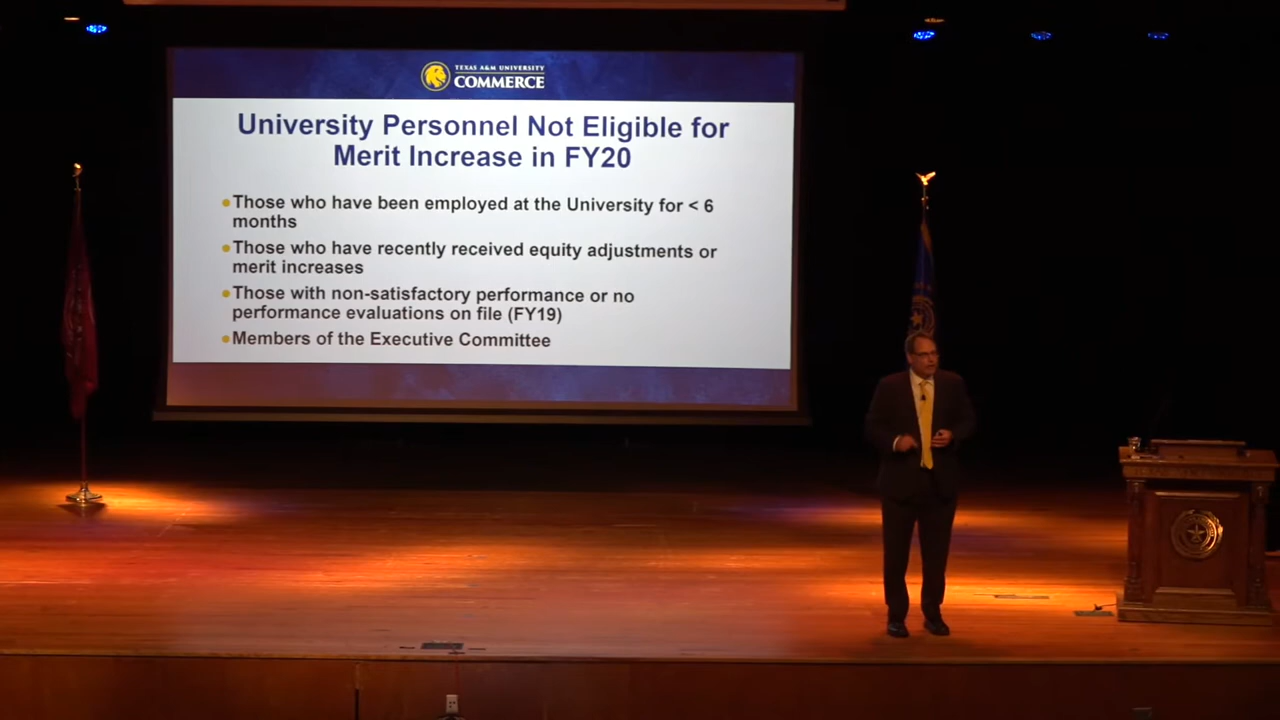 TEXAS A&M UNIVERSITY
COMMERCE
University Personnel Not Eligible for
Merit Increase in FY20
•Those who have been employed at the University for < 6
months
•Those who have recently received equity adjustments or
merit increases
•Those with non-satisfactory performance or no
performance evaluations on file (FY19)
•Members of the Executive Committee